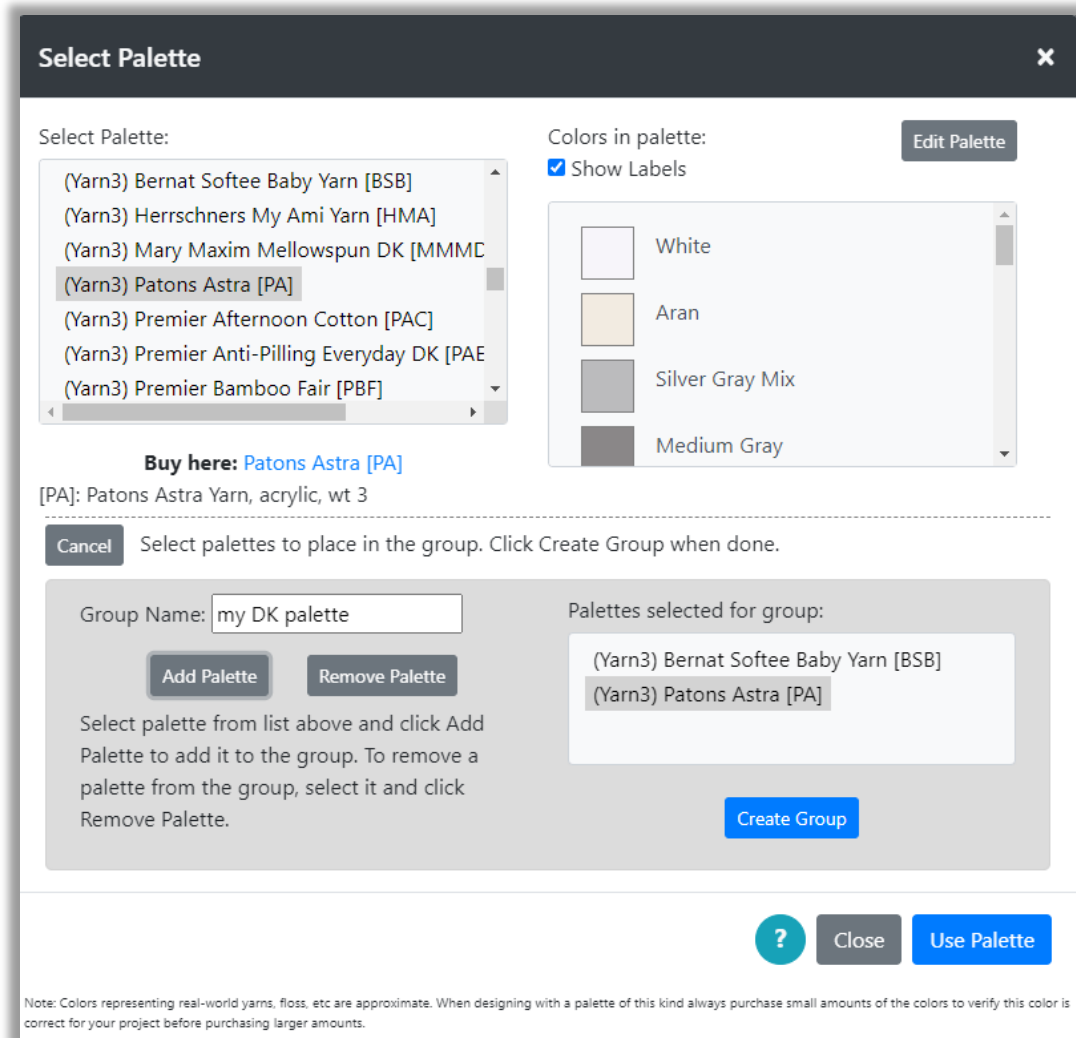 Select Palette
Select Palette:
(Yarn3) Bernat Softee Baby Yarn [BSB]
(Yarn3) Herrschners My Ami Yarn [HMA]
(Yarn3) Mary Maxim Mellowspun DK [MMMD
(Yarn3) Patons Astra [PA]
(Yarn3) Premier Afternoon Cotton [PAC]
(Yarn3) Premier Anti-Pilling Everyday DK [PAE
(Yarn3) Premier Bamboo Fair [PBF]
Buy here: Patons Astra [PA]
[PA]: Patons Astra Yarn, acrylic, wt 3
Colors in palette:
Edit Palette
Show Labels
White
Aran
Silver Gray Mix
Medium Gray
Cancel Select palettes to place in the group. Click Create Group when done.
Group Name: my DK palette
Add Palette Remove Palette
Select palette from list above and click Add
Palette to add it to the group. To remove a
palette from the group, select it and click
Remove Palette.
Palettes selected for group:
(Yarn3) Bernat Softee Baby Yarn [BSB]
(Yarn3) Patons Astra [PA]
Create Group
? Close Use Palette
Note: Colors representing real-world yarns, floss, etc are approximate. When designing with a palette of this kind always purchase small amounts of the colors to verify this color is
correct for your project before purchasing larger amounts.